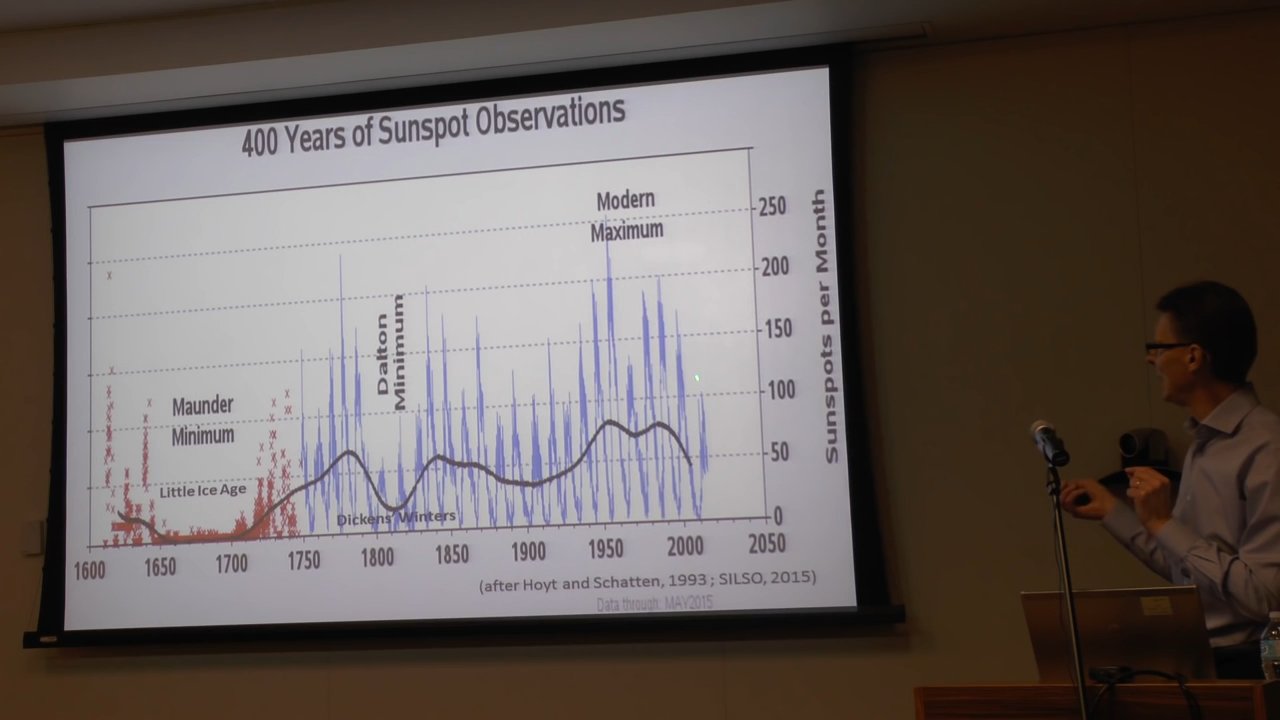 400 Years of Sunspot Observations
Modern
Maximum
Dalton
Minimum
Maunder
Minimum
Little Ice Age
Dickens' Winters
250
200
150
100
50
0
Sunspots per Month
1600 1650 1700 1750 1800 1850 1900 1950 2000 2050
(after Hoyt and Schatten, 1993; SILSO, 2015)
Data through: MAY2015